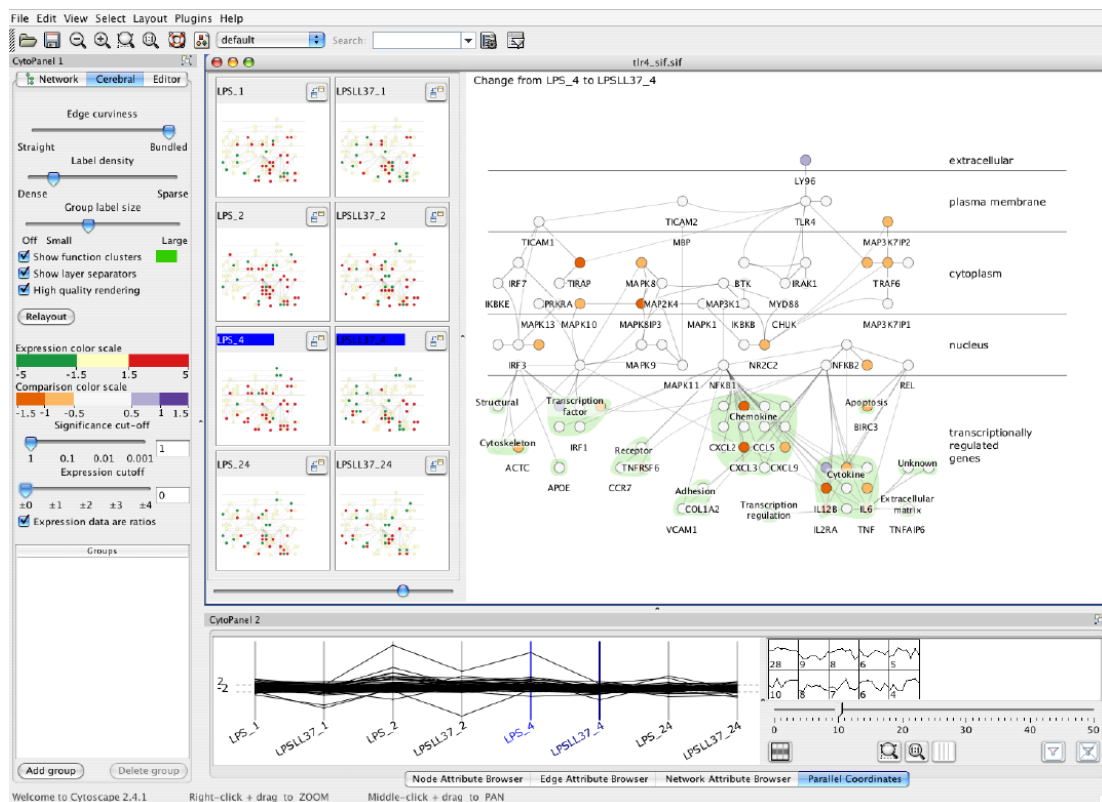 File Edit View Select Layout Plugins Help
default
Search:
CytoPanel 1
Network Cerebral Editor
Edge curviness
Straight Bundled
Label density
Dense Sparse
Group label size
Off Small Large
Show function clusters
Show layer separators
High quality rendering
Relayout
Expression color scale
-5 -1.5 1.5 5
Comparison color scale
-1.5 -1 -0.5 0.5 1 1.5
Significance cut-off
1
1 0.1 0.01 0.001
Expression cutoff
0
±0 ±1 ±2 ±3 ±4
Expression data are ratios
Groups
Add group Delete group
tlr4_sif.sif
LPS_1 LPSLL37_1
LPS_2 LPSLL37_2
LPS_4 LPSLL37_4
LPS_24 LPSLL37_24
Change from LPS_4 to LPSLL37_4
extracellular
LY96
plasma membrane
TICAM2 TLR4
TICAM1 MBP MAP3K7IP2
cytoplasm
IRF7 TIRAP MAPK8 BTK IRAK1 TRAF6
IKBKE PRKRA MAP2K4 MAP3K1 MYD88
MAPK13 MAPK10 MAPK8IP3 MAPK1 IKBKB CHUK MAP3K7IP1
nucleus
IRF3 MAPK9 NR2C2 NFKB2
MAPK11 NFKB1 REL
Structural Transcription factor Chemokine Apoptosis
BIRC3
transcriptionally regulated genes
Cytoskeleton IRF1 Receptor CXCL2 CCL5
ACTC TNFRSF6 CXCL3 CXCL9 Cytokine Unknown
APOE CCR7 Adhesion
COL1A2 Transcription regulation IL12B IL6 Extracellular matrix
VCAM1 IL2RA TNF TNFAIP6
CytoPanel 2
2
-2
LPS_1 LPSLL37_1 LPS_2 LPSLL37_2 LPS_4 LPSLL37_4 LPS_24 LPSLL37_24
28 9 8 6 5
10 8 7 6 4
0 10 20 30 40 50
Node Attribute Browser Edge Attribute Browser Network Attribute Browser Parallel Coordinates
Welcome to Cytoscape 2.4.1 Right-click + drag to ZOOM Middle-click + drag to PAN